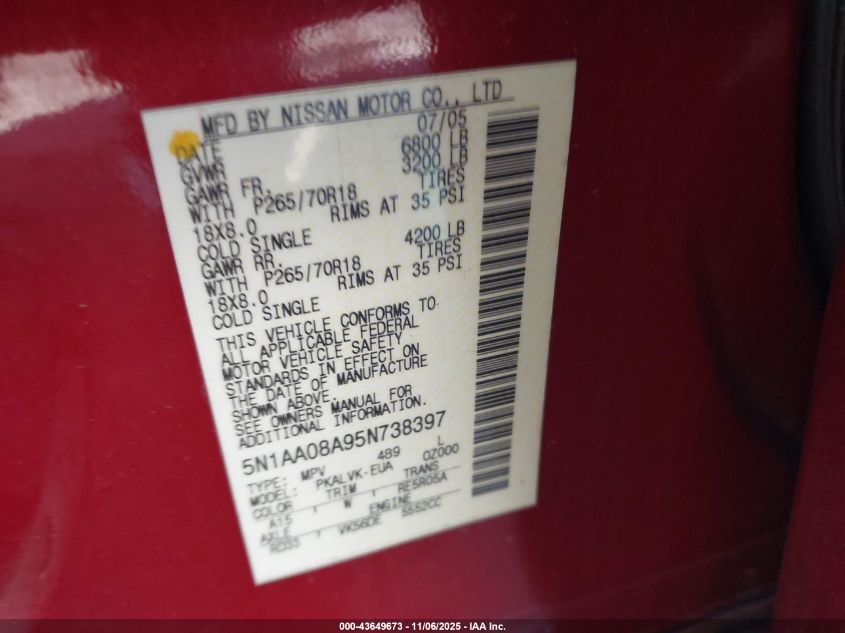 MFD BY NISSAN MOTOR CO., LTD
DATE 07/05
GVWR 6800 LB
GAWR FR. 3200 LB
WITH P265/70R18 TIRES
18X8.0 RIMS AT 35 PSI
COLD SINGLE
GAWR RR. 4200 LB
WITH P265/70R18 TIRES
18X8.0 RIMS AT 35 PSI
COLD SINGLE
THIS VEHICLE CONFORMS TO
ALL APPLICABLE FEDERAL
MOTOR VEHICLE SAFETY
STANDARDS IN EFFECT ON
THE DATE OF MANUFACTURE
SHOWN ABOVE.
SEE OWNERS MANUAL FOR
ADDITIONAL INFORMATION.
5N1AA08A95N738397
TYPE: MPV 489 L
MODEL: PKALVK-EUA 0Z000
COLOR TRIM TRANS
A15 W RE5R05A
AXLE ENGINE
RD33 VK56DE 5552CC
000-43649673 - 11/06/2025 - IAA Inc.